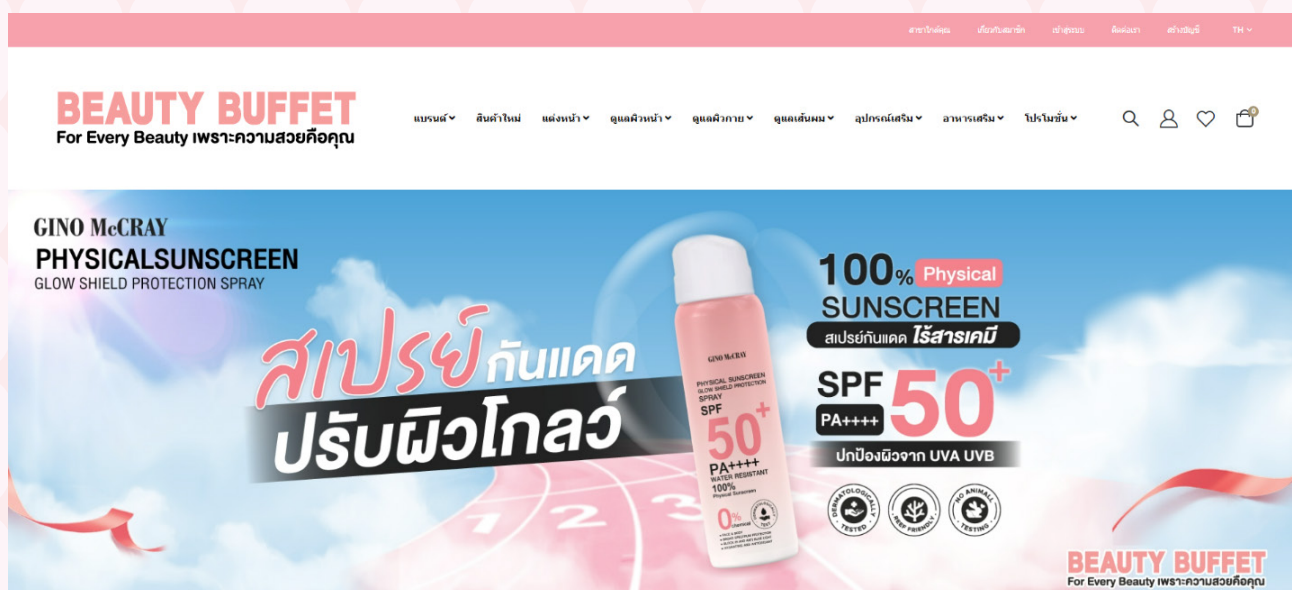 สาขาใกล้คุณ เกี่ยวกับสมาชิก เข้าสู่ระบบ ติดต่อเรา สร้างบัญชี TH
BEAUTY BUFFET
For Every Beauty เพราะความสวยคือคุณ
แบรนด์ สินค้าใหม่ แต่งหน้า ดูแลผิวหน้า ดูแลผิวกาย ดูแลเส้นผม อุปกรณ์เสริม อาหารเสริม โปรโมชั่น
0
GINO McCRAY
PHYSICALSUNSCREEN
GLOW SHIELD PROTECTION SPRAY
สเปรย์กันแดด
ปรับผิวโกลว์
1 2 3
GINO McCRAY
PHYSICAL SUNSCREEN
GLOW SHIELD PROTECTION
SPRAY
SPF
50+
PA++++
WATER RESISTANT
100%
Physical Sunscreen
0%
chemical
100% Physical
SUNSCREEN
สเปรย์กันแดด ไร้สารเคมี
SPF 50+
PA++++
ปกป้องผิวจาก UVA UVB
DERMATOLOGICALLY TESTED
REEF FRIENDLY
NO ANIMALL TESTING
BEAUTY BUFFET
For Every Beauty เพราะความสวยคือคุณ